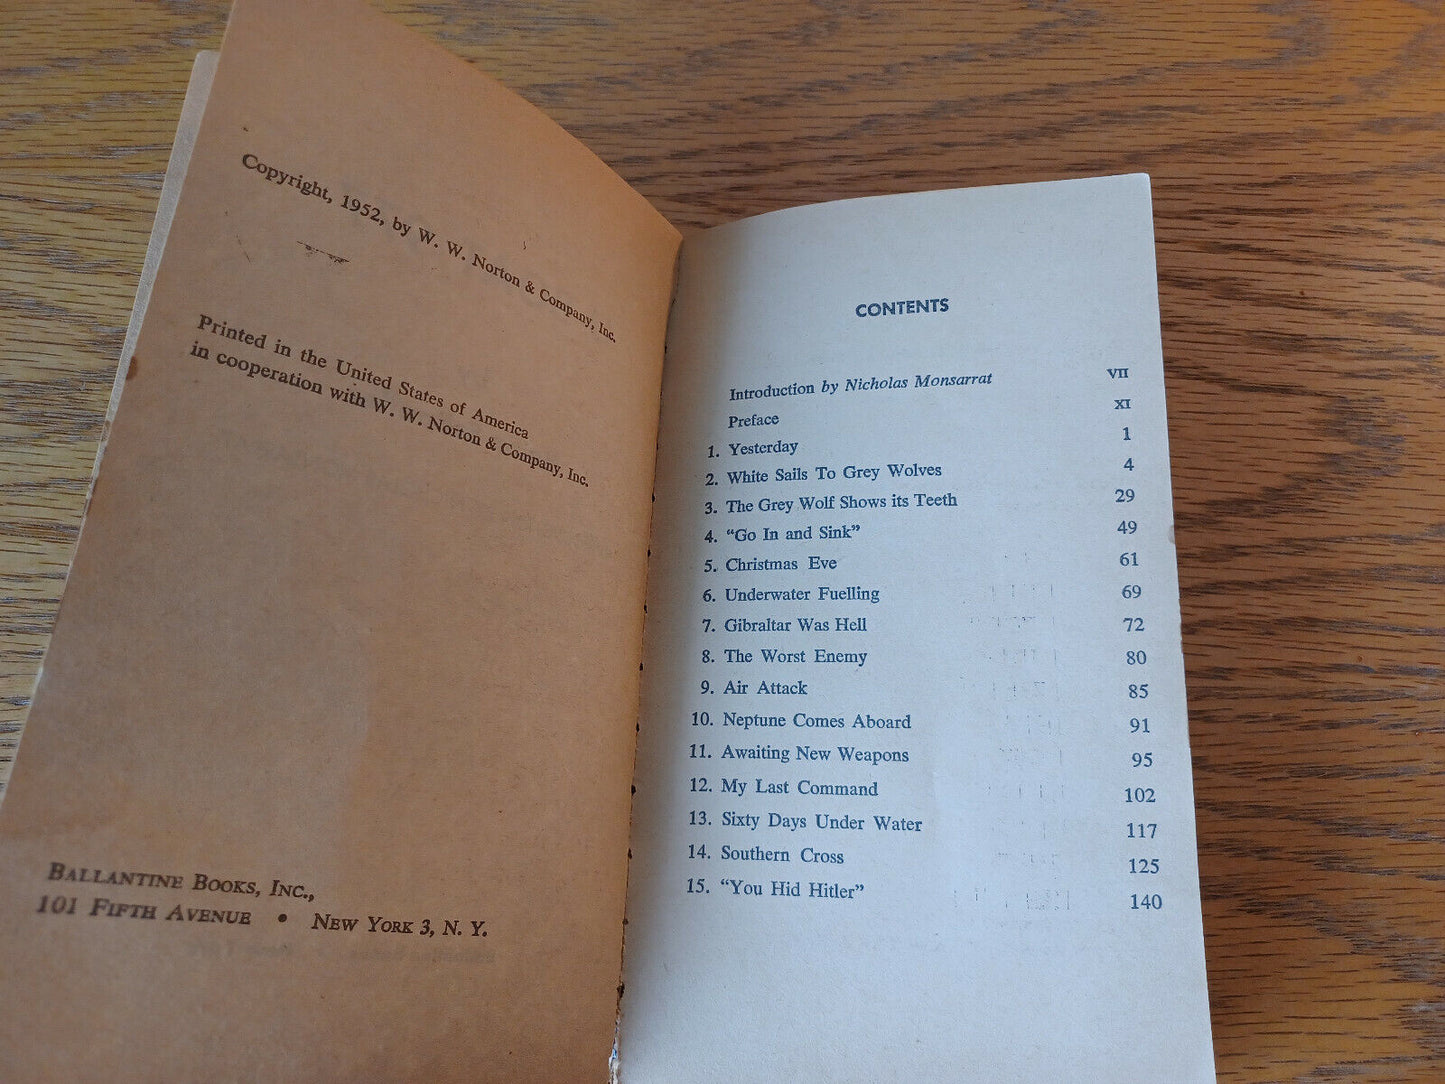 Copyright, 1952, by W. W. Norton & Company, Inc.
Printed in the United States of America
in cooperation with W. W. Norton & Company, Inc.
BALLANTINE BOOKS, INC.,
101 FIFTH AVENUE • NEW YORK 3, N. Y.
CONTENTS
Introduction by Nicholas Monsarrat VII
Preface XI
1. Yesterday 1
2. White Sails To Grey Wolves 4
3. The Grey Wolf Shows its Teeth 29
4. “Go In and Sink” 49
5. Christmas Eve 61
6. Underwater Fuelling 69
7. Gibraltar Was Hell 72
8. The Worst Enemy 80
9. Air Attack 85
10. Neptune Comes Aboard 91
11. Awaiting New Weapons 95
12. My Last Command 102
13. Sixty Days Under Water 117
14. Southern Cross 125
15. “You Hid Hitler” 140